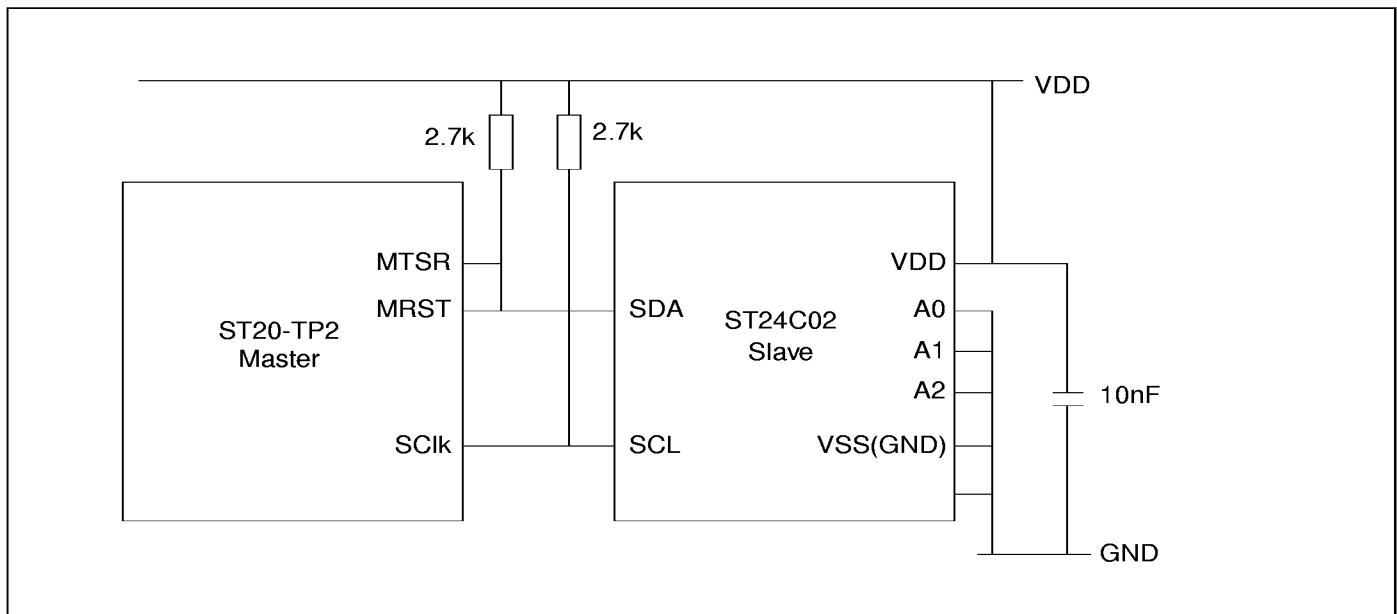 VDD
2.7k
2.7k
MTSR
MRST
ST20-TP2
Master
SClk
SDA
SCL
ST24C02
Slave
VDD
A0
A1
A2
VSS(GND)
10nF
GND